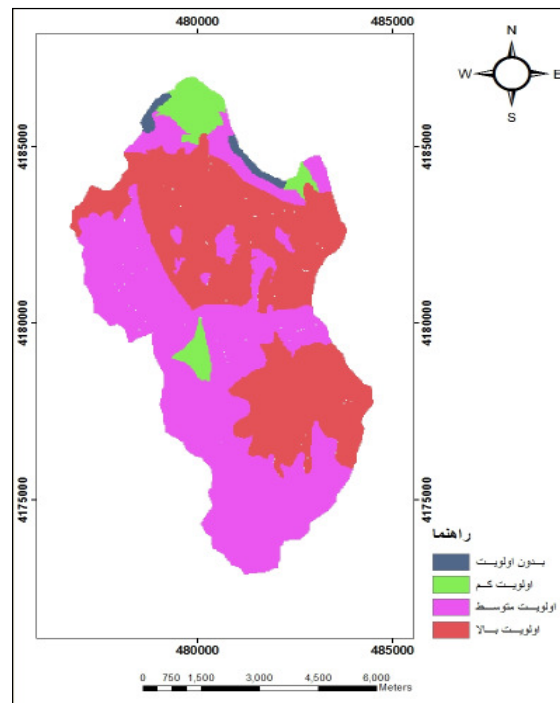 480000 485000
N
W E
S
4185000 4185000
4180000 4180000
4175000 4175000
راهنما
بدون اولویت
اولویت کم
اولویت متوسط
اولویت بالا
480000 485000
0 750 1,500 3,000 4,500 6,000
Meters